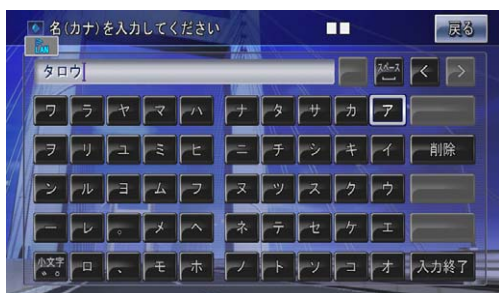 名(カナ)を入力してください
戻る
LAN
タロウ
スペース < >
ワ ラ ヤ マ ハ ナ タ サ カ ア
ヲ リ ユ ミ ヒ ニ チ シ キ イ 削除
ン ル ヨ ム フ ヌ ツ ス ク ウ
ー レ 。 メ ヘ ネ テ セ ケ エ
小文字 ロ 、 モ ホ ノ ト ソ コ オ 入力終了